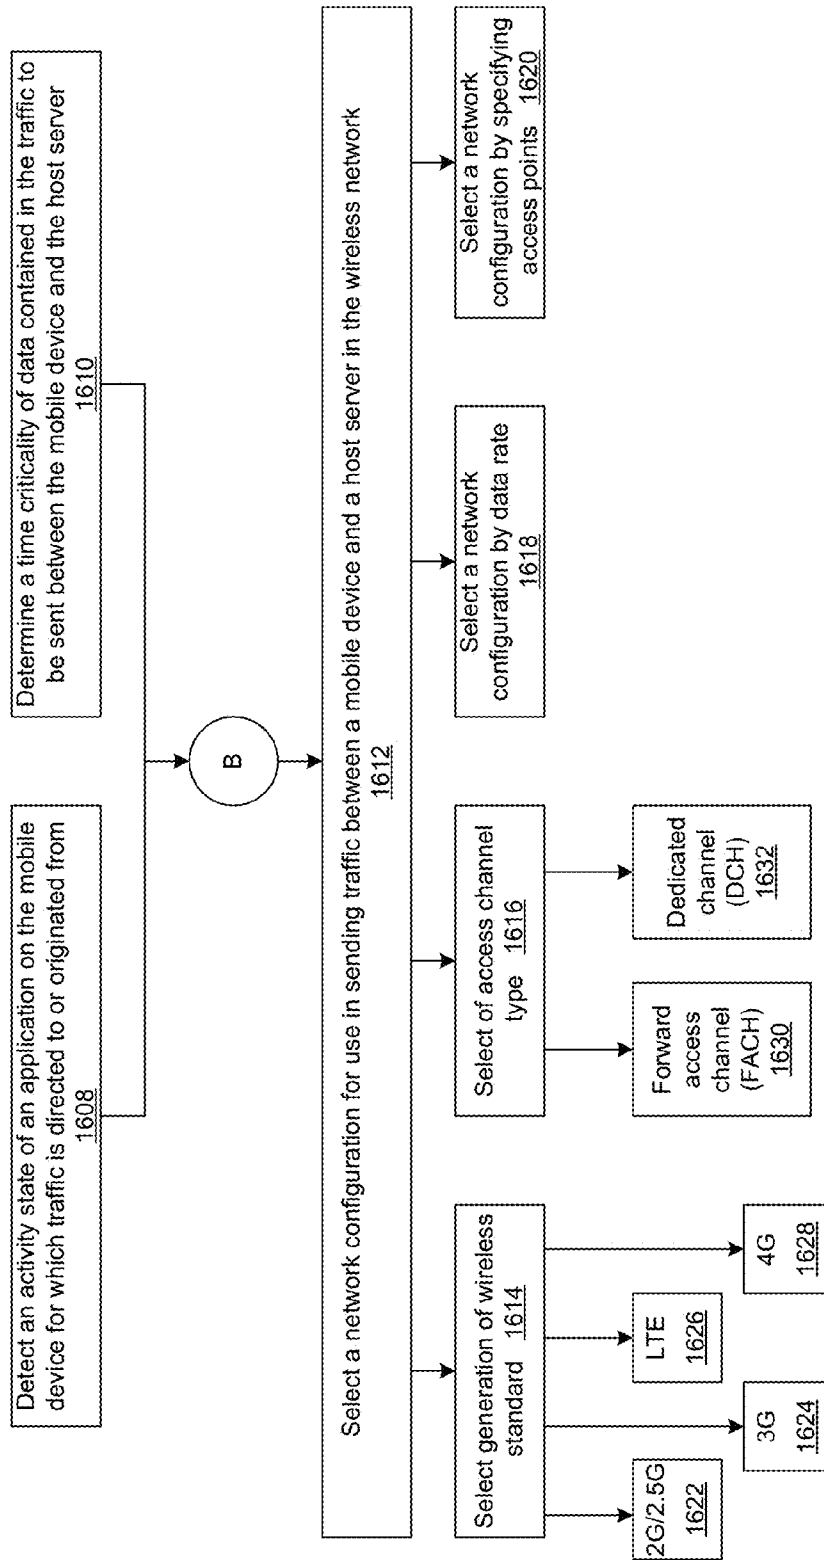 Detect an activity state of an application on the mobile
device for which traffic is directed to or originated from
1608
Determine a time criticality of data contained in the traffic to
be sent between the mobile device and the host server
1610
B
Select a network configuration for use in sending traffic between a mobile device and a host server in the wireless network
1612
Select generation of wireless
standard 1614
Select of access channel
type 1616
Select a network
configuration by data rate
1618
Select a network
configuration by specifying
access points 1620
2G/2.5G
1622
3G
1624
LTE
1626
4G
1628
Forward
access
channel
(FACH)
1630
Dedicated
channel
(DCH)
1632